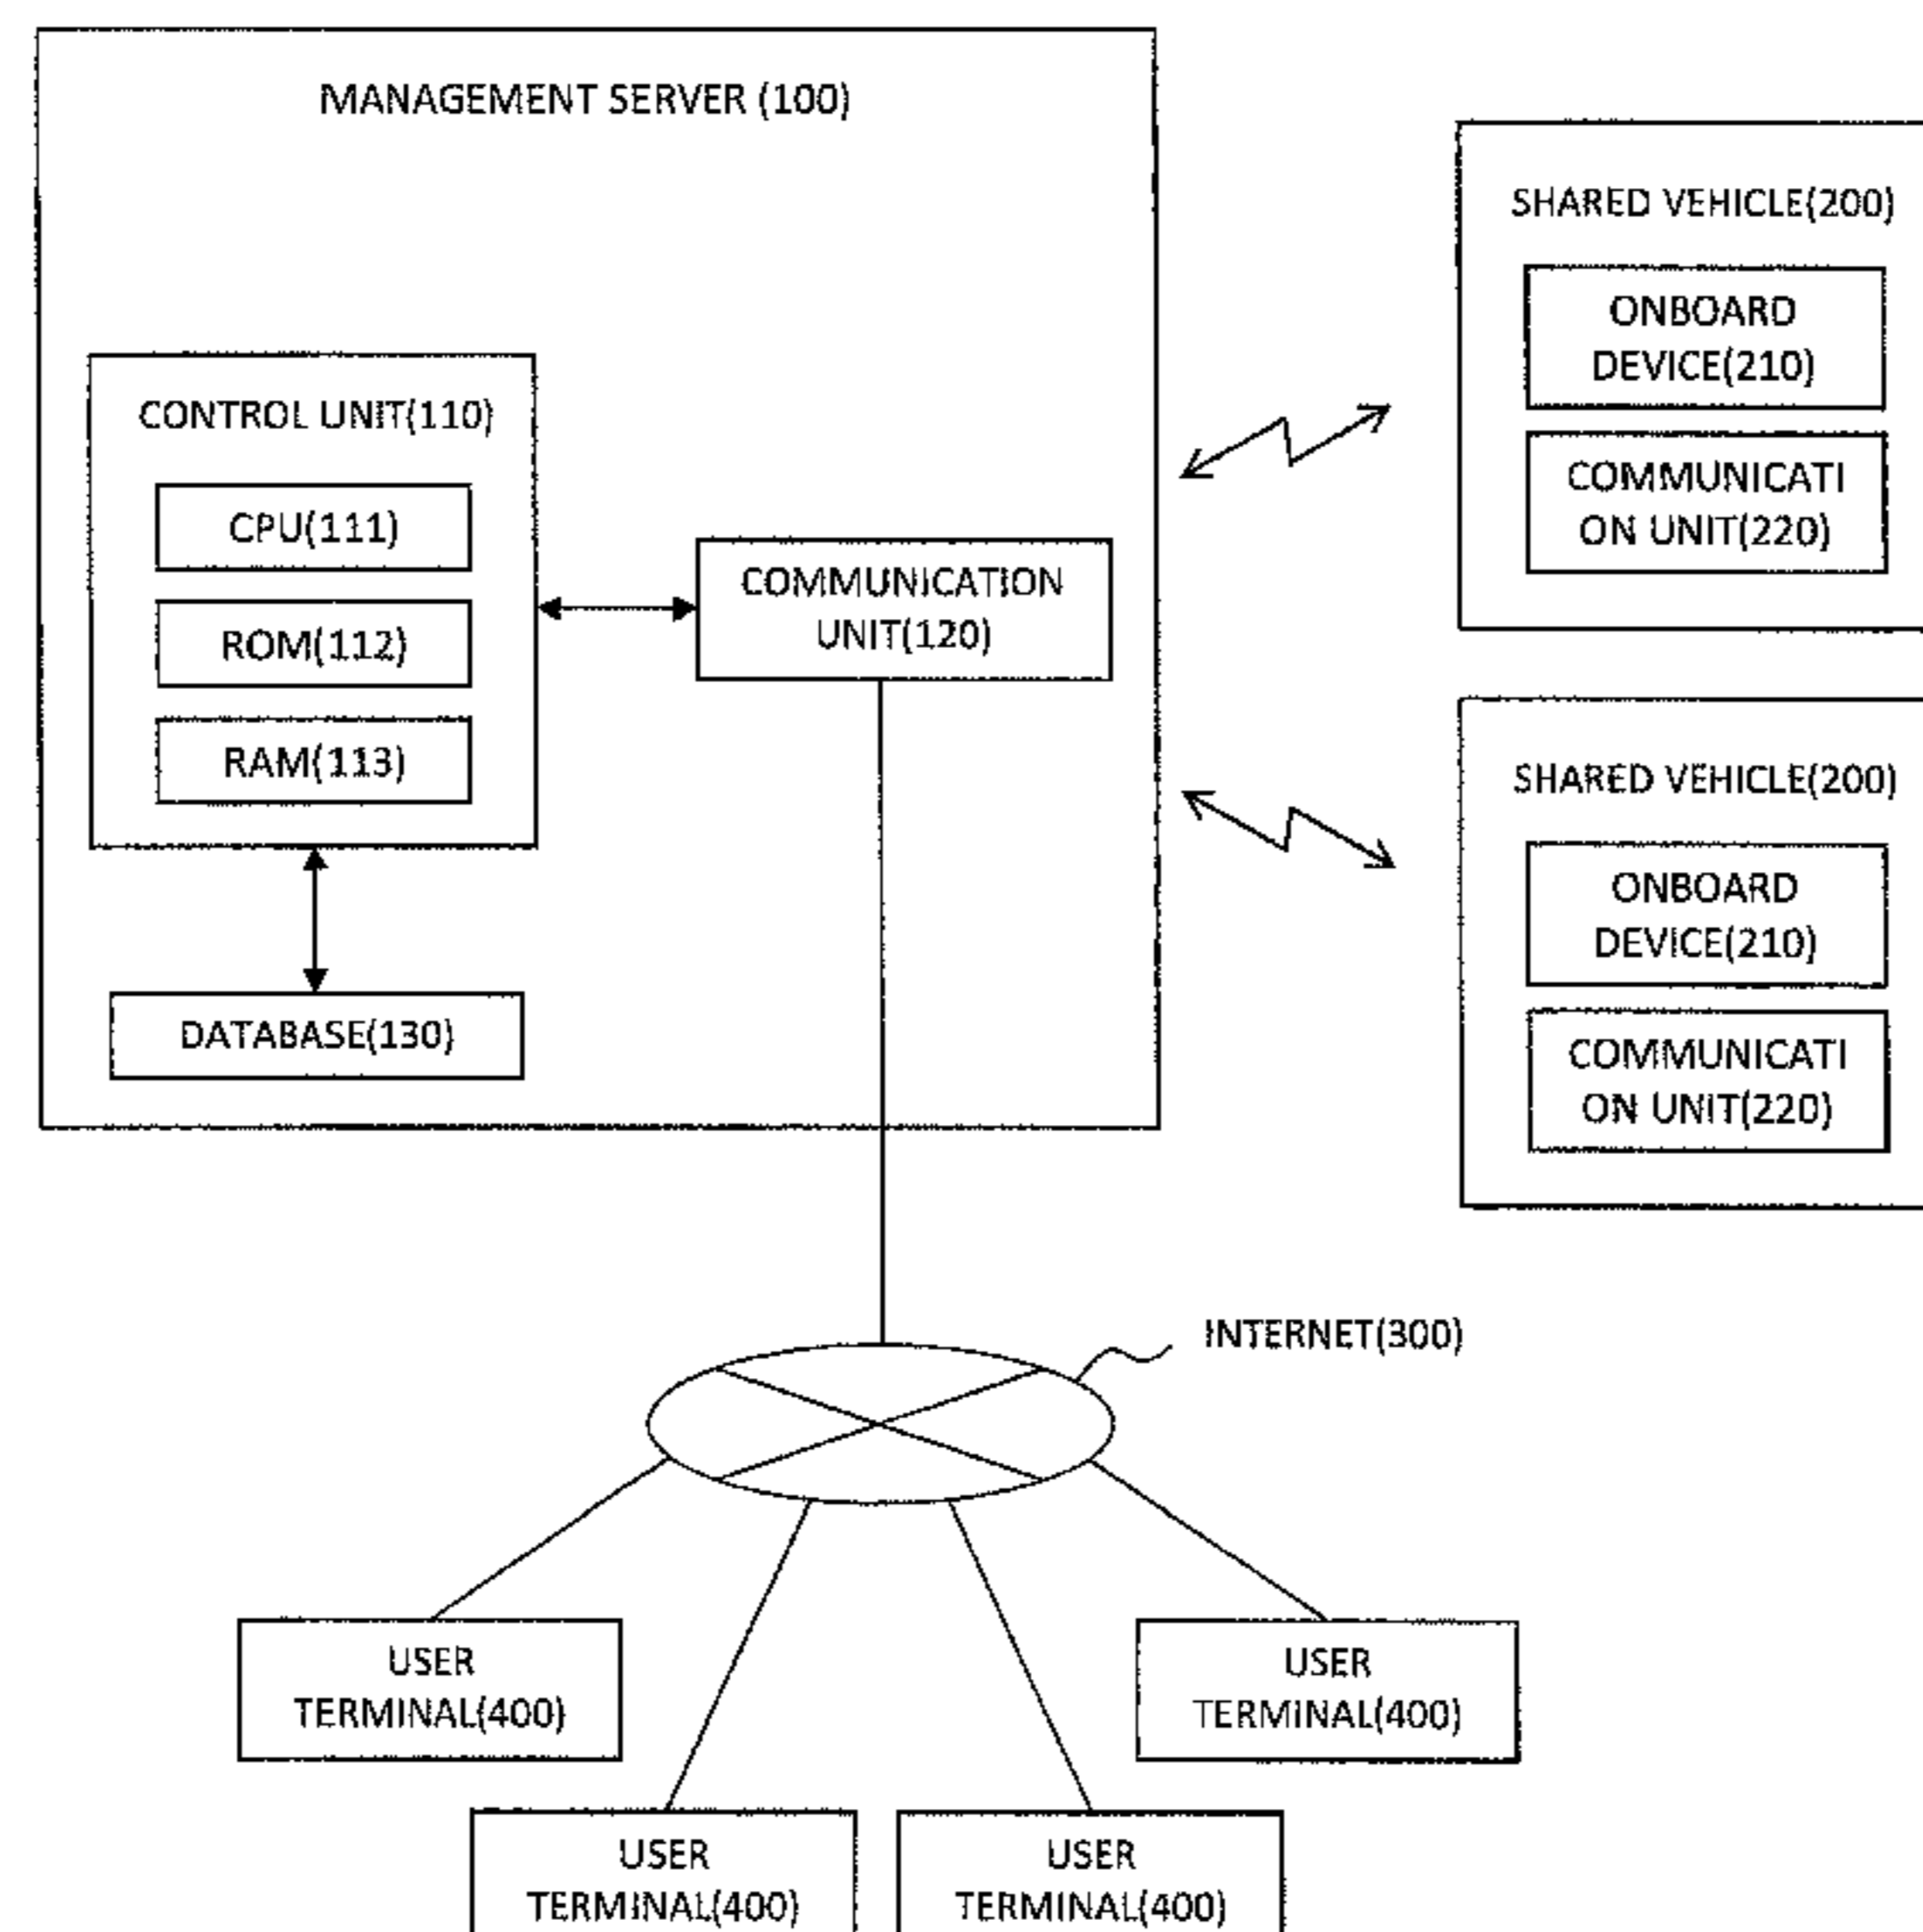 MANAGEMENT SERVER (100)
CONTROL UNIT(110)
CPU(111)
ROM(112)
RAM(113)
COMMUNICATION
UNIT(120)
DATABASE(130)
SHARED VEHICLE(200)
ONBOARD
DEVICE(210)
COMMUNICATI
ON UNIT(220)
SHARED VEHICLE(200)
ONBOARD
DEVICE(210)
COMMUNICATI
ON UNIT(220)
INTERNET(300)
USER
TERMINAL(400)
USER
TERMINAL(400)
USER
TERMINAL(400)
USER
TERMINAL(400)